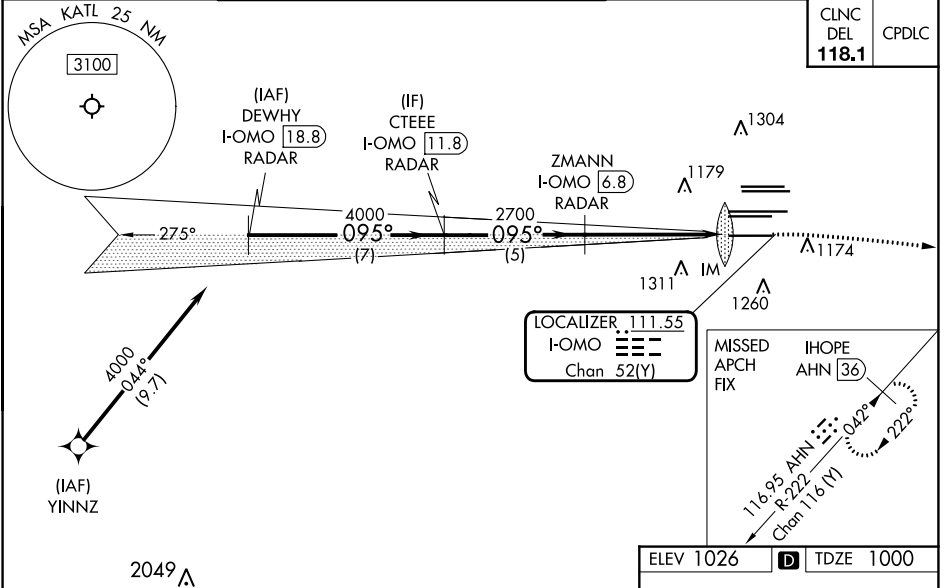 MSA KATL 25 NM
3100
CLNC
DEL
118.1
CPDLC
(IAF)
DEWHY
I-OMO 18.8
RADAR
(IF)
CTEEE
I-OMO 11.8
RADAR
ZMANN
I-OMO 6.8
RADAR
1304
1179
275°
4000
095°
(7)
2700
095°
(5)
1174
1311
IM
1260
LOCALIZER 111.55
I-OMO
Chan 52(Y)
4000
044°
(9.7)
(IAF)
YINNZ
MISSED
APCH
FIX
IHOPE
AHN 36
042°
222°
116.95 AHN
R-222
Chan 116 (Y)
2049
ELEV 1026
D
TDZE 1000